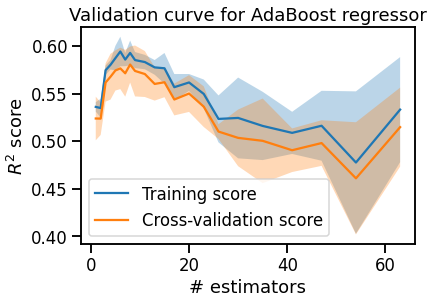 Validation curve for AdaBoost regressor
0.60
0.55
0.50
0.45
0.40
R² score
Training score
Cross-validation score
0 20 40 60
# estimators